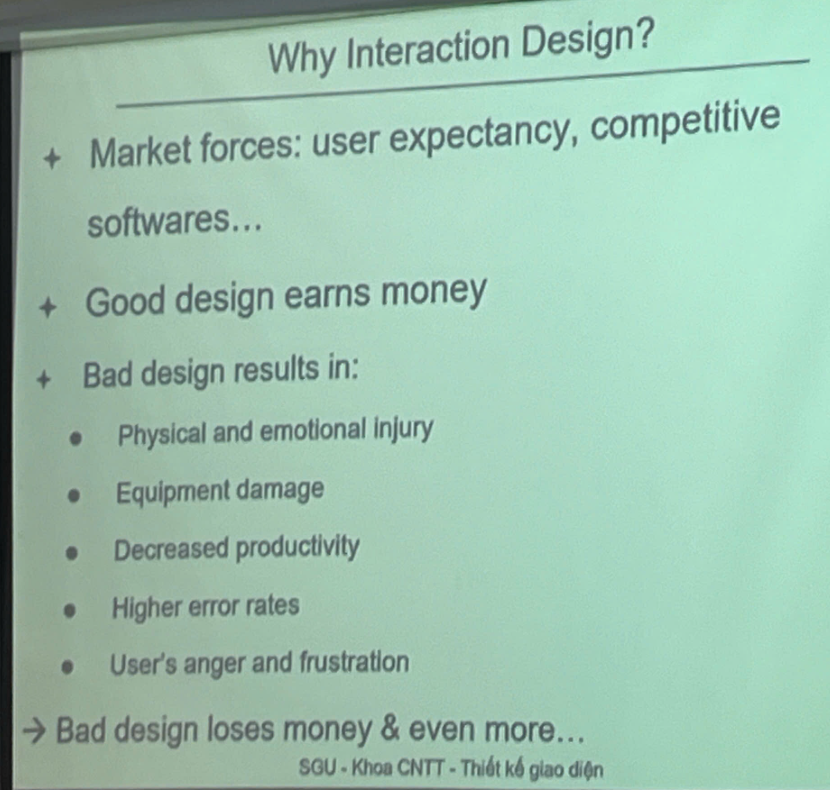 Why Interaction Design?
+ Market forces: user expectancy, competitive
softwares...
+ Good design earns money
+ Bad design results in:
• Physical and emotional injury
• Equipment damage
• Decreased productivity
• Higher error rates
• User's anger and frustration
→ Bad design loses money & even more...
SGU - Khoa CNTT - Thiết kế giao diện